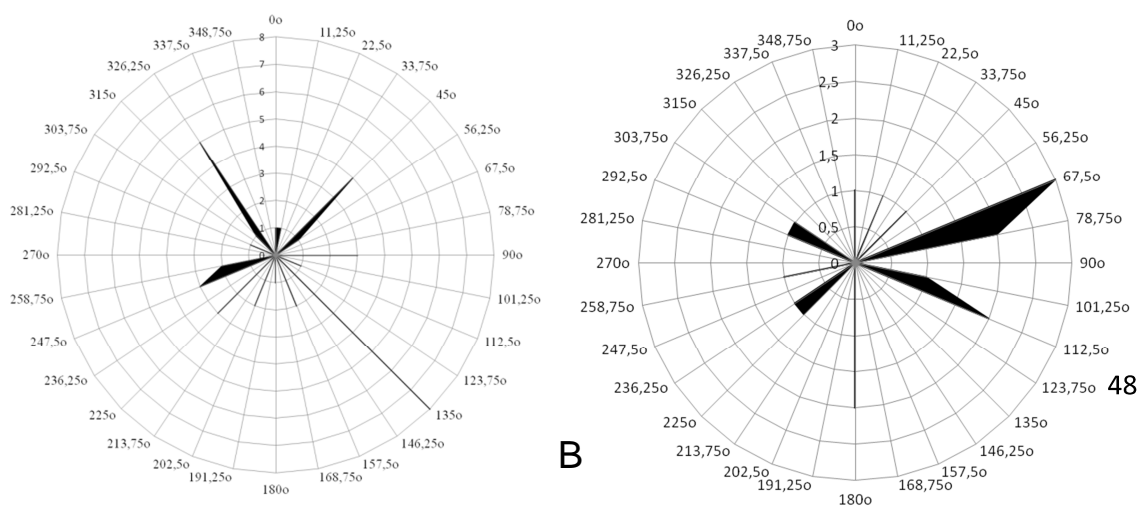 0o
11,25o
22,5o
33,75o
45o
56,25o
67,5o
78,75o
90o
101,25o
112,5o
123,75o
135o
146,25o
157,5o
168,75o
180o
191,25o
202,5o
213,75o
225o
236,25o
247,5o
258,75o
270o
281,25o
292,5o
303,75o
315o
326,25o
337,5o
348,75o
8
7
6
5
4
3
2
1
0
B
0o
11,25o
22,5o
33,75o
45o
56,25o
67,5o
78,75o
90o
101,25o
112,5o
123,75o
135o
146,25o
157,5o
168,75o
180o
191,25o
202,5o
213,75o
225o
236,25o
247,5o
258,75o
270o
281,25o
292,5o
303,75o
315o
326,25o
337,5o
348,75o
3
2,5
2
1,5
1
0,5
0
48